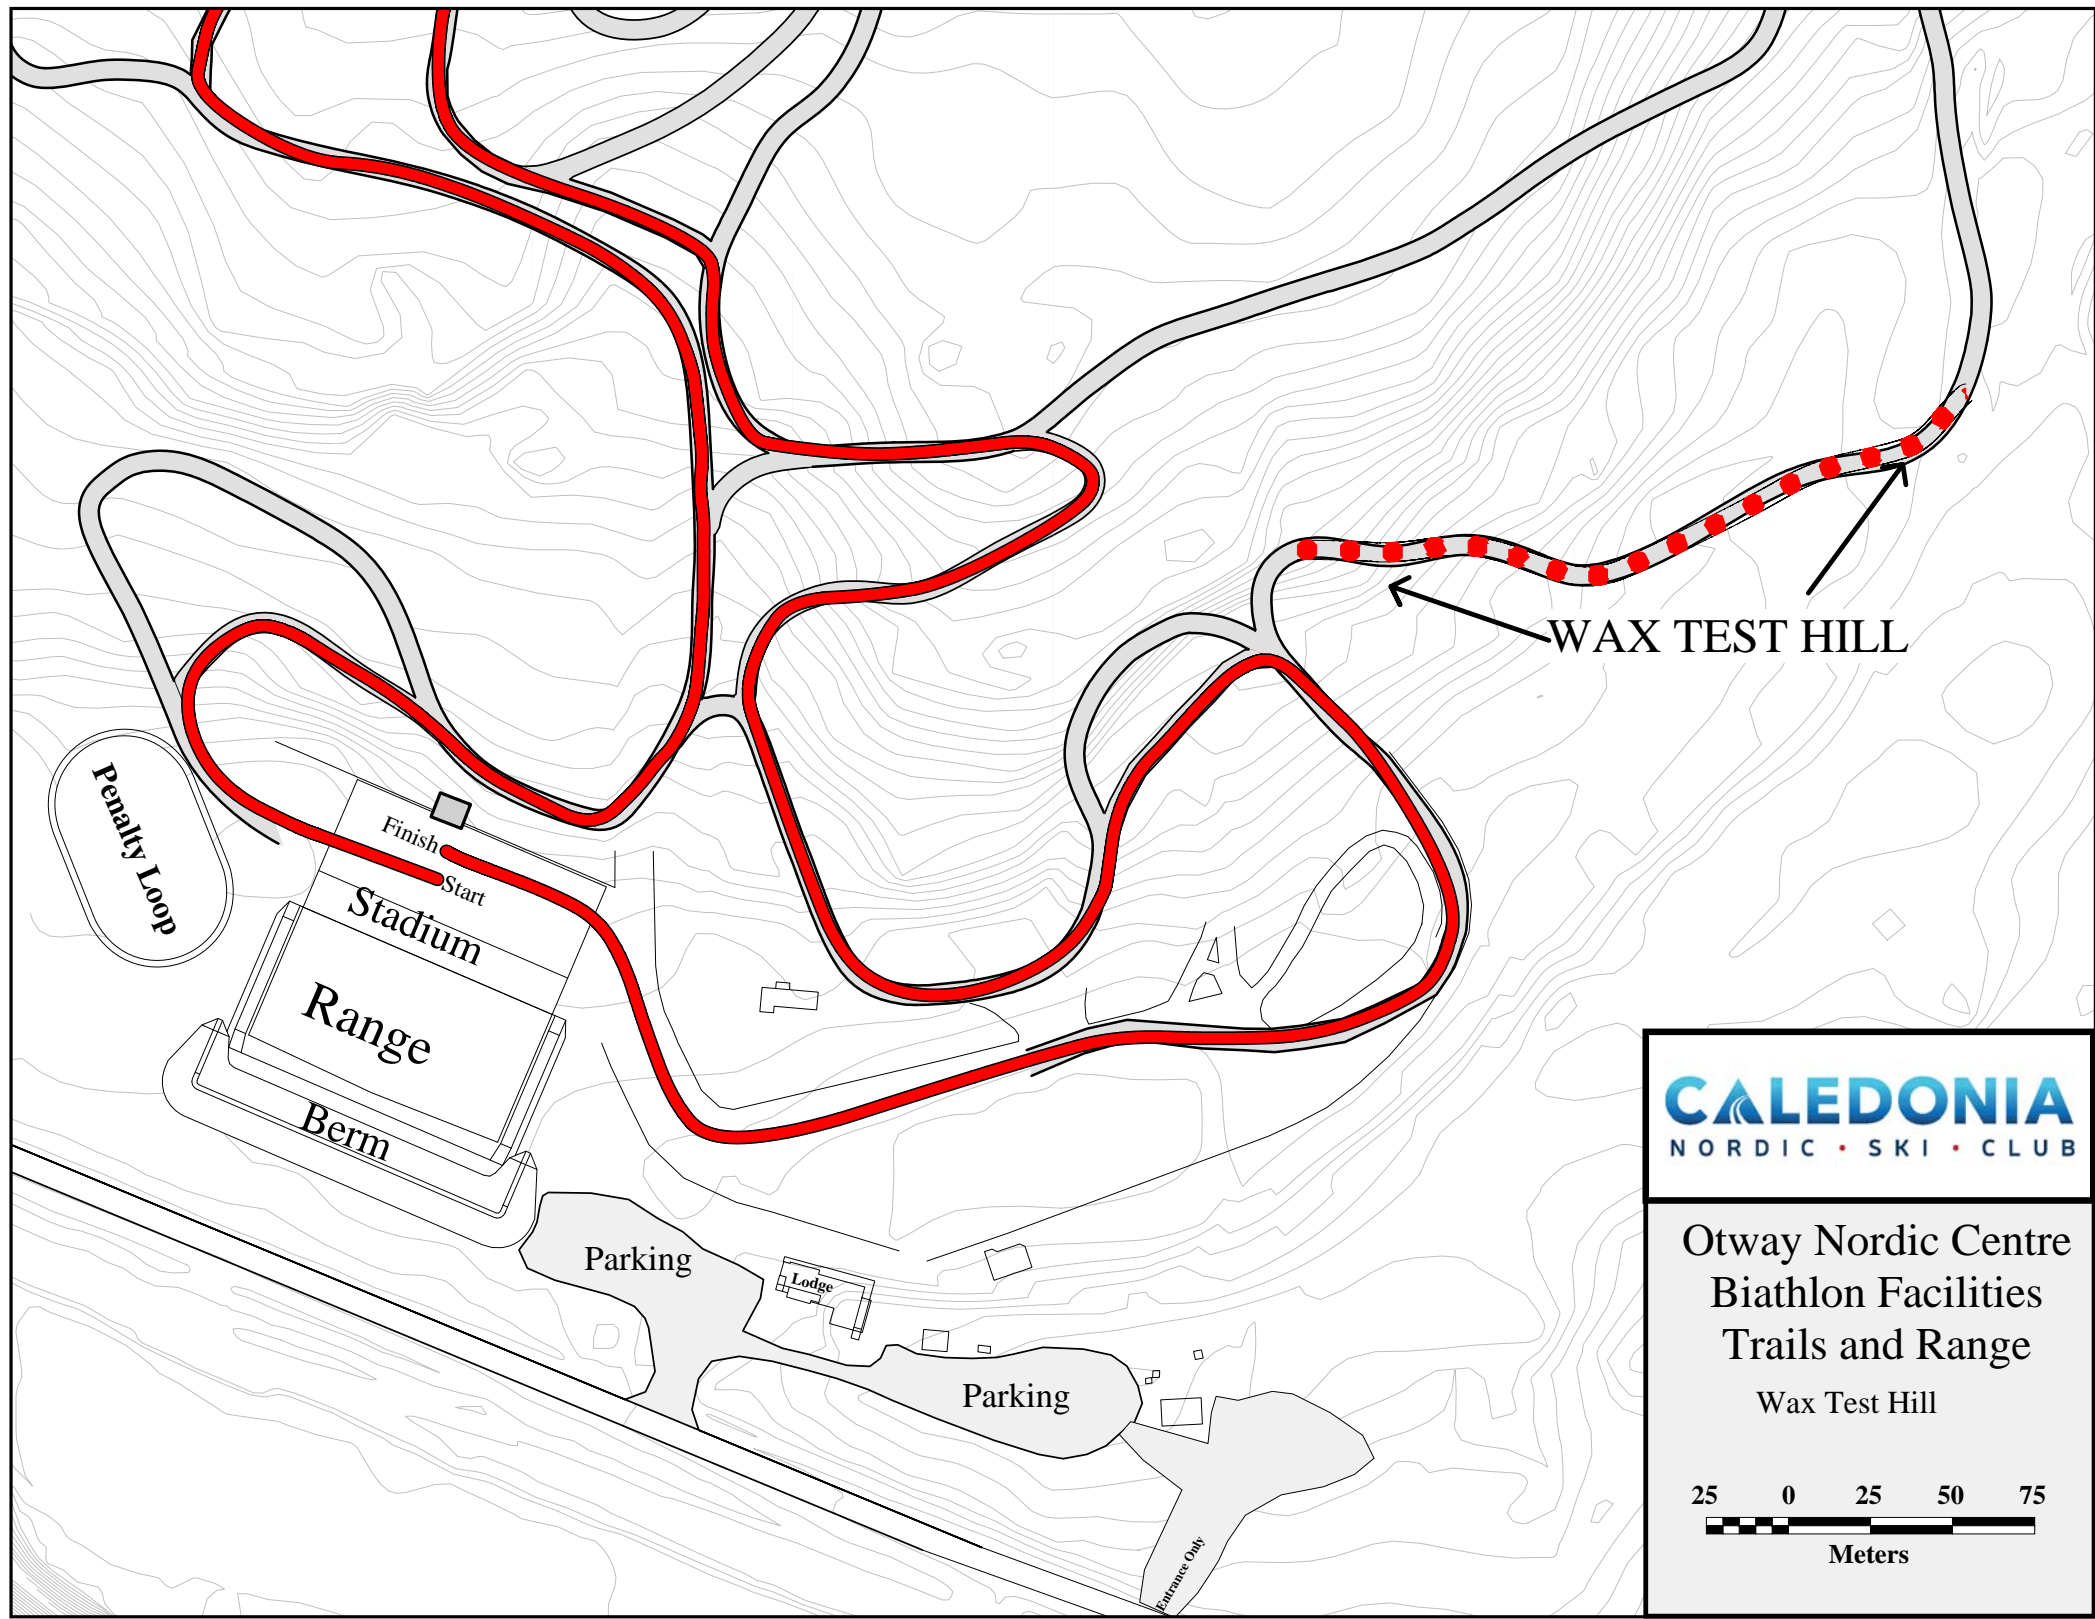 WAX TEST HILL
Penalty Loop
Finish
Start
Stadium
Range
Berm
Parking
Lodge
Parking
Entrance Only
CALEDONIA
NORDIC • SKI • CLUB
Otway Nordic Centre
Biathlon Facilities
Trails and Range
Wax Test Hill
25 0 25 50 75
Meters